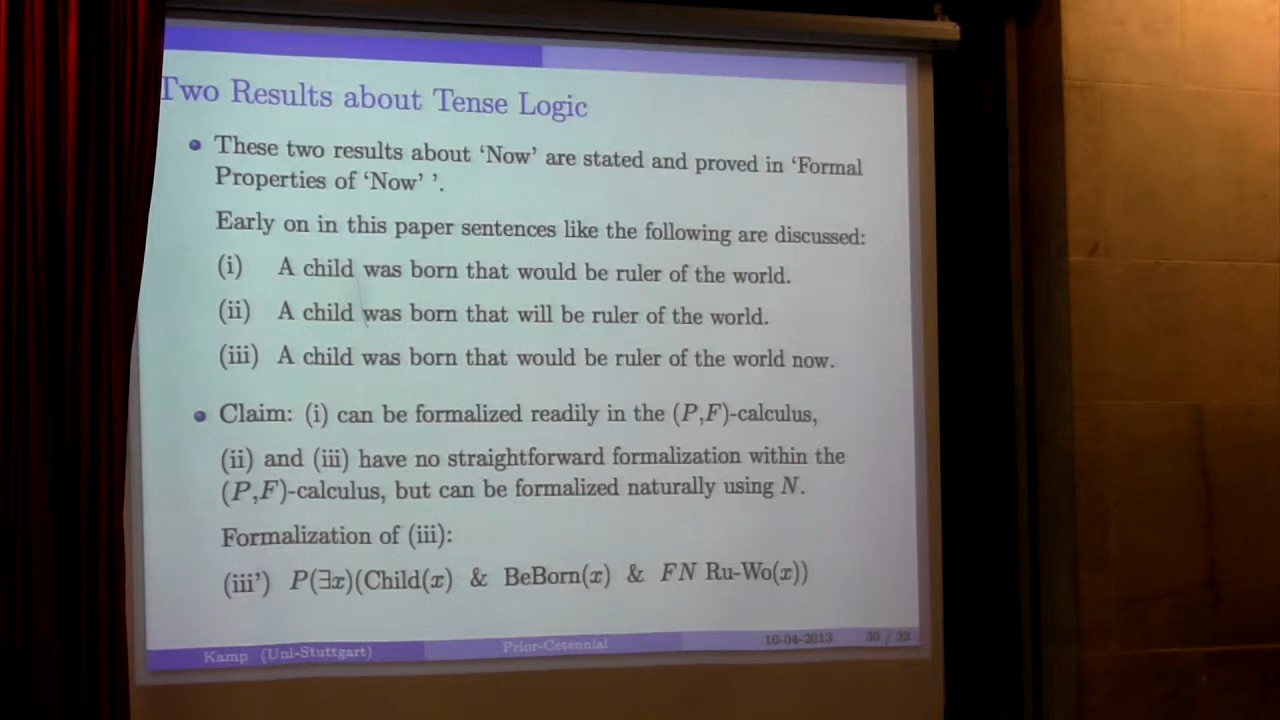 Two Results about Tense Logic
These two results about ‘Now’ are stated and proved in ‘Formal
Properties of ‘Now’ ’.
Early on in this paper sentences like the following are discussed:
(i) A child was born that would be ruler of the world.
(ii) A child was born that will be ruler of the world.
(iii) A child was born that would be ruler of the world now.
Claim: (i) can be formalized readily in the (P,F)-calculus,
(ii) and (iii) have no straightforward formalization within the
(P,F)-calculus, but can be formalized naturally using N.
Formalization of (iii):
(iii’) P(∃x)(Child(x) & BeBorn(x) & FN Ru-Wo(x))
Kamp (Uni-Stuttgart) Prior-Cetennial 10-04-2013 30 / 32